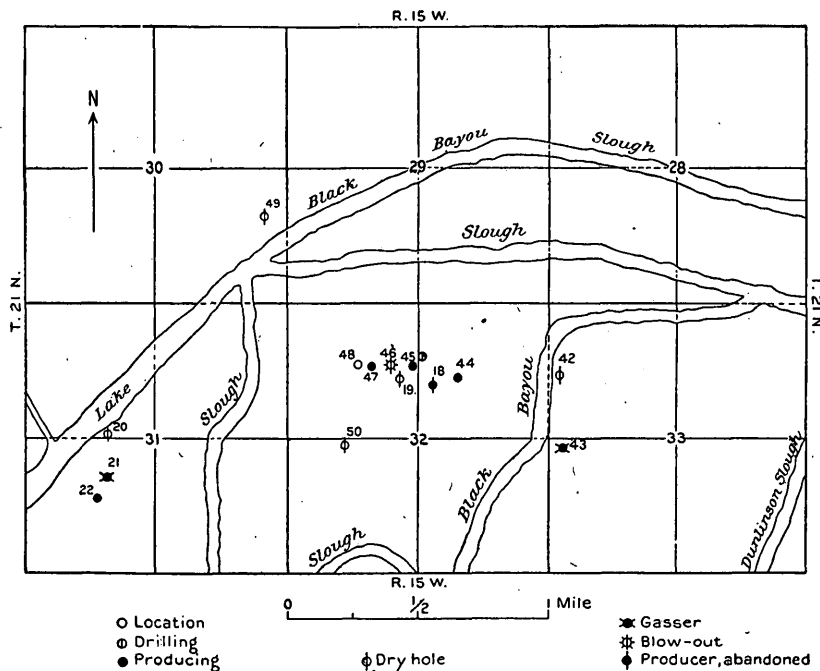 R. 15 W.
N
Bayou
Slough
30
29
28
49
Black
Slough
T. 21 N.
T. 21 N.
48
46
45
44
42
47
19.
18
Lake
Slough
Bayou
20
50
31
32
33
43
21
22
Black
Slough
Dunlinson Slough
R. 15 W.
0 1/2 1 Mile
Location
Drilling
Producing
Dry hole
Gasser
Blow-out
Producer, abandoned